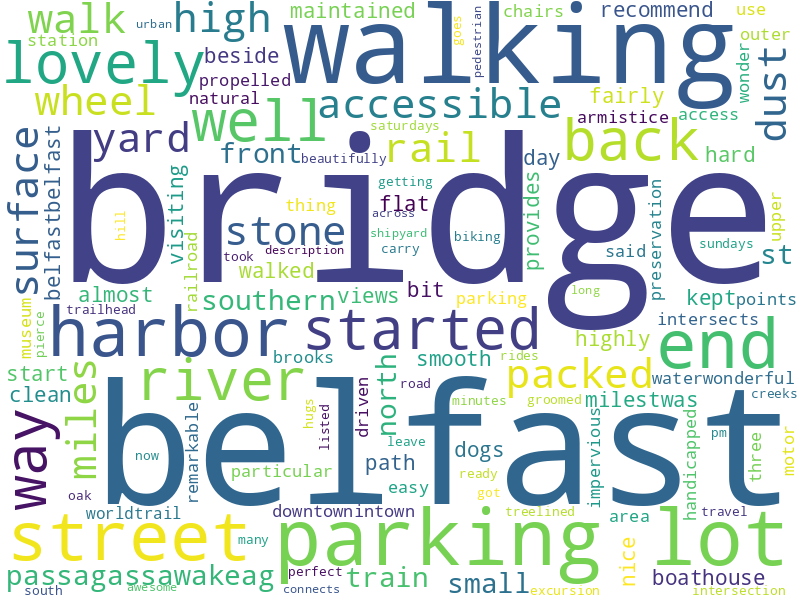 urban
walk
high
maintained
chairs
recommend
use
station
goes
pedestrian
walking
outer
lovely
beside
propelled
natural
wonder
dust
wheel
accessible
fairly
armistice
access
well
saturdays
yard
front
beautifully
rail
day
back
hard
surface
belfastbelfast
bridge
getting
visiting
thing
flat
across
provides
preservation
upper
sundays
hill
stone
shipyard
biking
said
st
took
description
carry
railroad
walked
almost
southern
views
bit
parking
long
kept
points
trailhead
museum
pierce
harbor
started
intersects
highly
end
brooks
smooth
rides
start
clean
miles
river
north
packed
waterwonderful
creeks
driven
road
minutes
groomed
milestwas
way
remarkable
belfast
hugs
listed
leave
dogs
impervious
handicapped
three
pm
motor
now
particular
path
easy
ready
got
oak
worldtrail
downtownintown
treelined
area
travel
street
many
parking
lot
nice
passagassawakeag
perfect
train
small
boathouse
south
awesome
connects
excursion
intersection